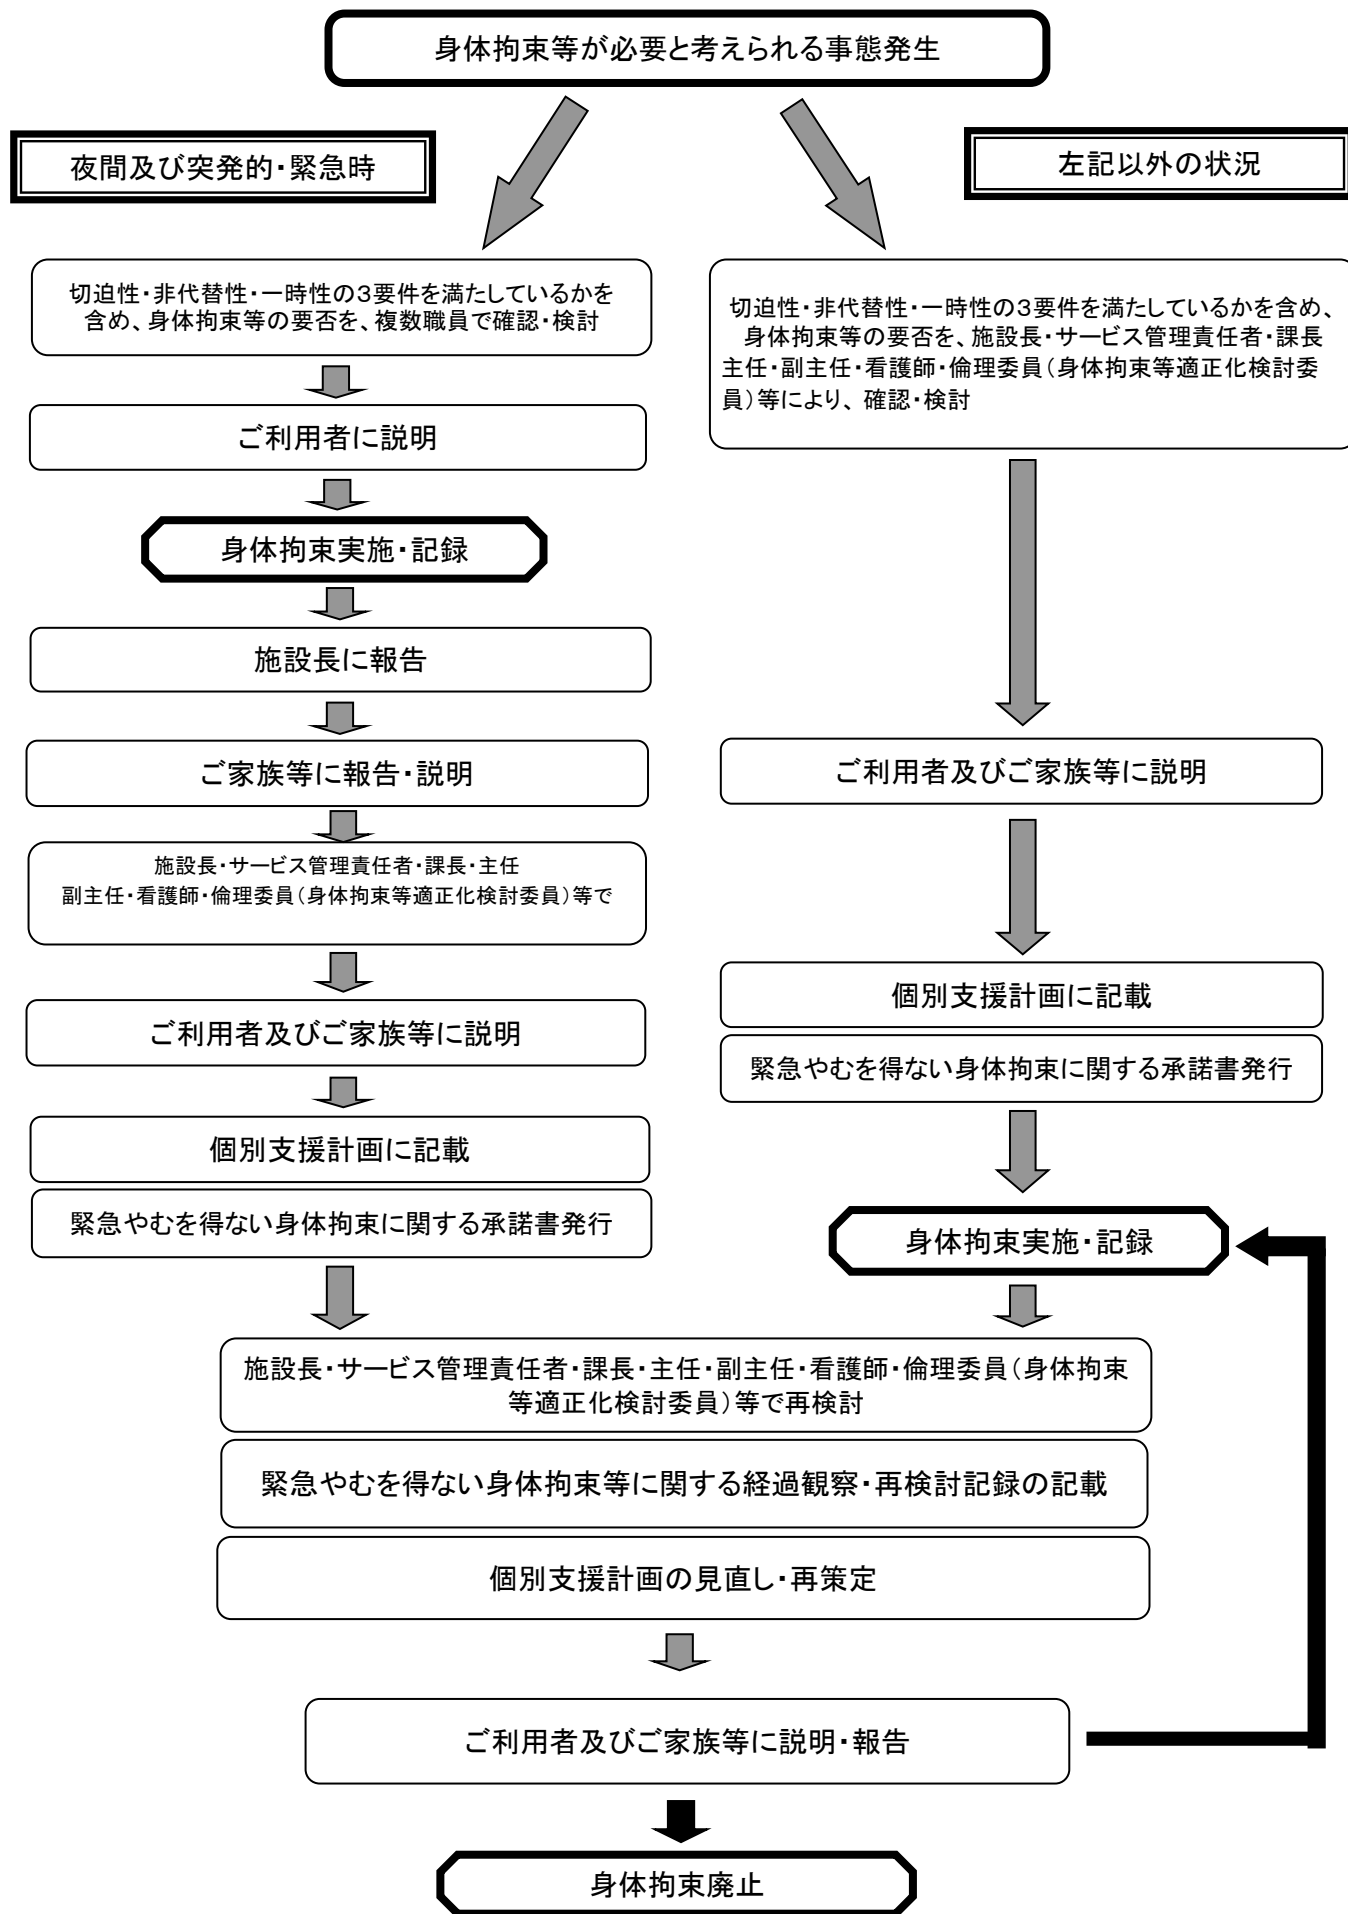 身体拘束等が必要と考えられる事態発生
夜間及び突発的・緊急時
左記以外の状況
切迫性・非代替性・一時性の3要件を満たしているかを
含め、身体拘束等の要否を、複数職員で確認・検討
ご利用者に説明
身体拘束実施・記録
施設長に報告
ご家族等に報告・説明
施設長・サービス管理責任者・課長・主任
副主任・看護師・倫理委員(身体拘束等適正化検討委員)等で
ご利用者及びご家族等に説明
個別支援計画に記載
緊急やむを得ない身体拘束に関する承諾書発行
切迫性・非代替性・一時性の3要件を満たしているかを含め、
身体拘束等の要否を、施設長・サービス管理責任者・課長
主任・副主任・看護師・倫理委員(身体拘束等適正化検討委
員)等により、確認・検討
ご利用者及びご家族等に説明
個別支援計画に記載
緊急やむを得ない身体拘束に関する承諾書発行
身体拘束実施・記録
施設長・サービス管理責任者・課長・主任・副主任・看護師・倫理委員(身体拘束
等適正化検討委員)等で再検討
緊急やむを得ない身体拘束等に関する経過観察・再検討記録の記載
個別支援計画の見直し・再策定
ご利用者及びご家族等に説明・報告
身体拘束廃止